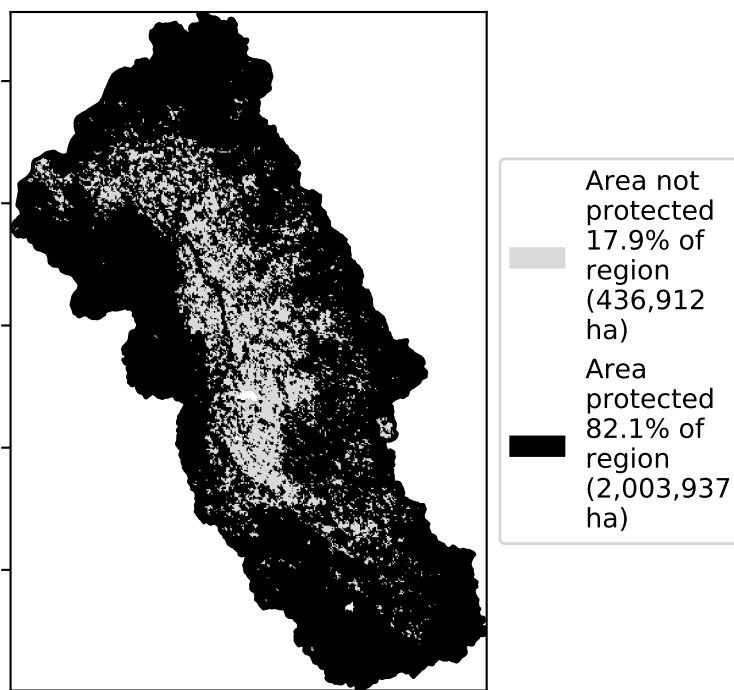 Area not
protected
17.9% of
region
(436,912
ha)
Area
protected
82.1% of
region
(2,003,937
ha)